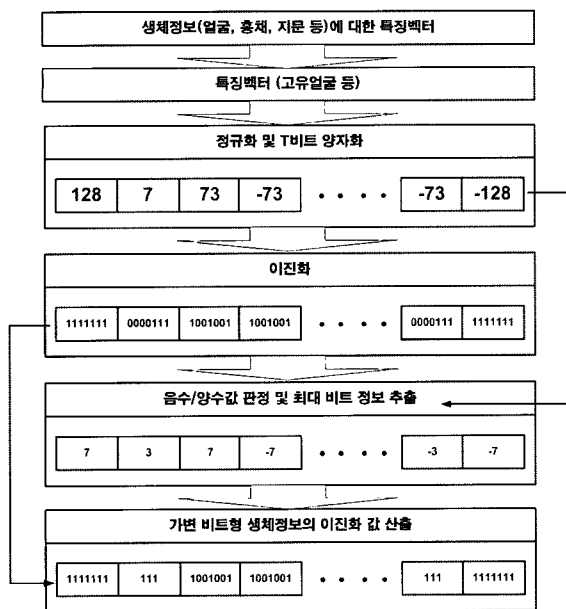 생체정보(얼굴, 홍채, 지문 등)에 대한 특징벡터
특징벡터 (고유얼굴 등)
정규화 및 T비트 양자화
128 7 73 -73 • • • • -73 -128
이진화
1111111 0000111 1001001 1001001 • • • • 0000111 1111111
음수/양수값 판정 및 최대 비트 정보 추출
7 3 7 -7 • • • • -3 -7
가변 비트형 생체정보의 이진화 값 산출
1111111 111 1001001 1001001 • • • • 111 1111111